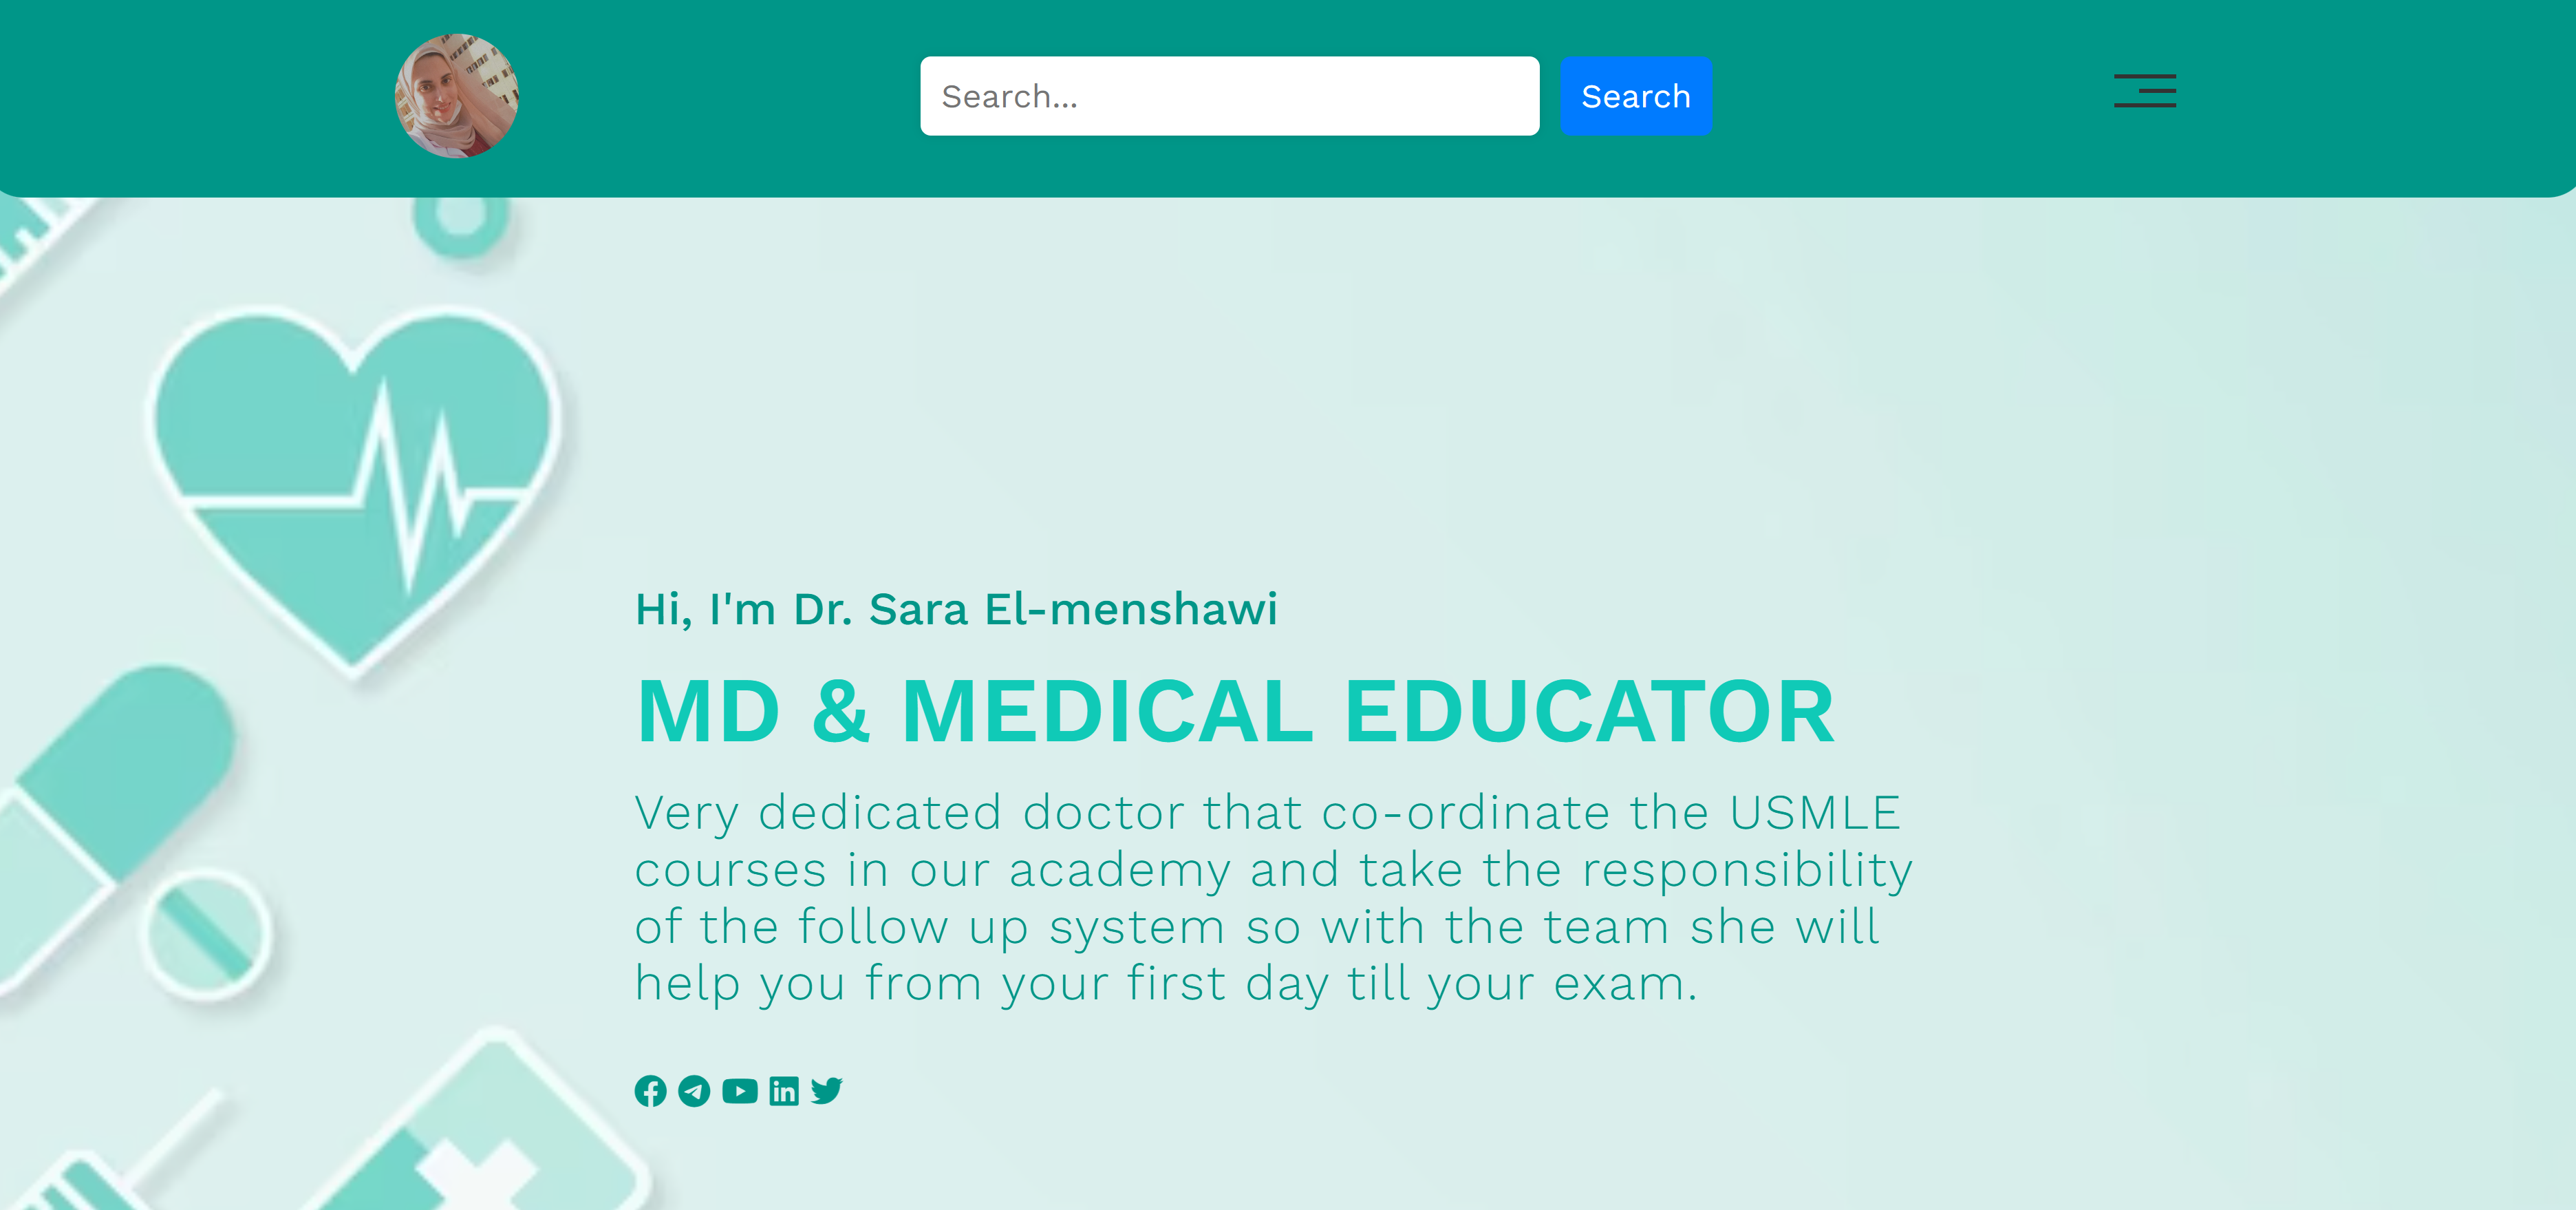 Search...
Search
Hi, I'm Dr. Sara El-menshawi
MD & MEDICAL EDUCATOR
Very dedicated doctor that co-ordinate the USMLE
courses in our academy and take the responsibility
of the follow up system so with the team she will
help you from your first day till your exam.